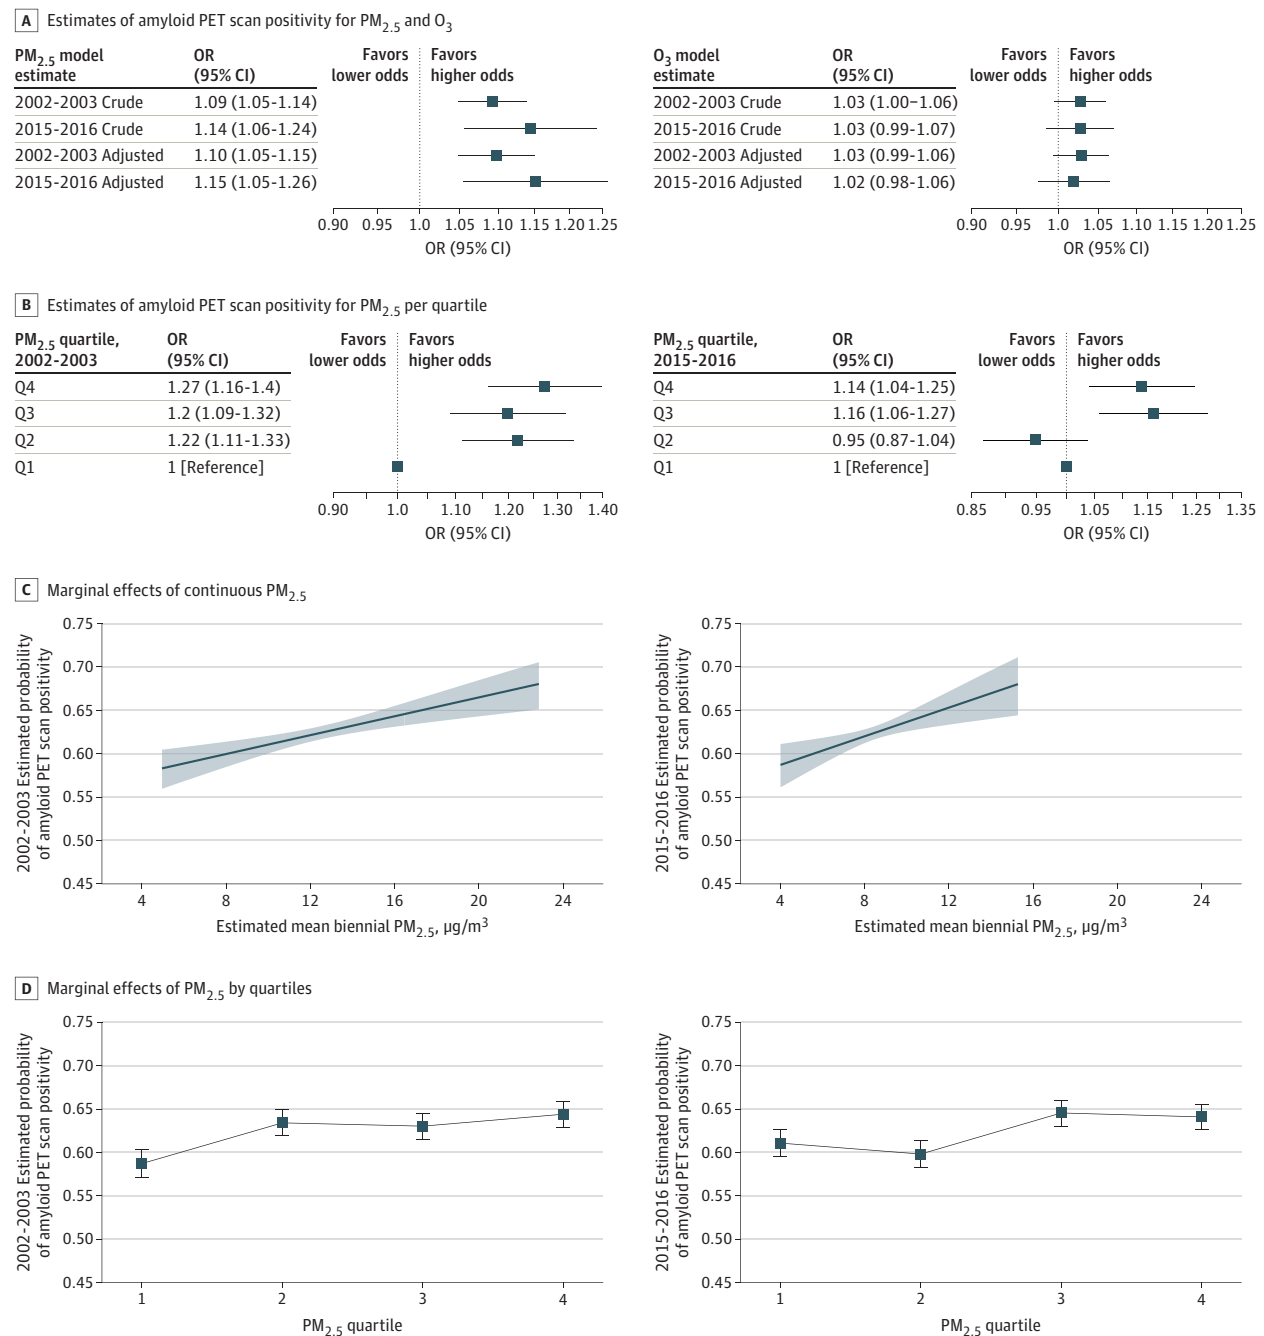 A Estimates of amyloid PET scan positivity for PM2.5 and O3
PM2.5 model estimate OR (95% CI) Favors lower odds Favors higher odds
2002-2003 Crude 1.09 (1.05-1.14)
2015-2016 Crude 1.14 (1.06-1.24)
2002-2003 Adjusted 1.10 (1.05-1.15)
2015-2016 Adjusted 1.15 (1.05-1.26)
0.90 0.95 1.0 1.05 1.10 1.15 1.20 1.25
OR (95% CI)
O3 model estimate OR (95% CI) Favors lower odds Favors higher odds
2002-2003 Crude 1.03 (1.00–1.06)
2015-2016 Crude 1.03 (0.99-1.07)
2002-2003 Adjusted 1.03 (0.99-1.06)
2015-2016 Adjusted 1.02 (0.98-1.06)
0.90 0.95 1.0 1.05 1.10 1.15 1.20 1.25
OR (95% CI)
B Estimates of amyloid PET scan positivity for PM2.5 per quartile
PM2.5 quartile, 2002-2003 OR (95% CI) Favors lower odds Favors higher odds
Q4 1.27 (1.16-1.4)
Q3 1.2 (1.09-1.32)
Q2 1.22 (1.11-1.33)
Q1 1 [Reference]
0.90 1.0 1.10 1.20 1.30 1.40
OR (95% CI)
PM2.5 quartile, 2015-2016 OR (95% CI) Favors lower odds Favors higher odds
Q4 1.14 (1.04-1.25)
Q3 1.16 (1.06-1.27)
Q2 0.95 (0.87-1.04)
Q1 1 [Reference]
0.85 0.95 1.05 1.15 1.25 1.35
OR (95% CI)
C Marginal effects of continuous PM2.5
2002-2003 Estimated probability
of amyloid PET scan positivity
0.75
0.70
0.65
0.60
0.55
0.50
0.45
4 8 12 16 20 24
Estimated mean biennial PM2.5, µg/m3
2015-2016 Estimated probability
of amyloid PET scan positivity
0.75
0.70
0.65
0.60
0.55
0.50
0.45
4 8 12 16 20 24
Estimated mean biennial PM2.5, µg/m3
D Marginal effects of PM2.5 by quartiles
2002-2003 Estimated probability
of amyloid PET scan positivity
0.75
0.70
0.65
0.60
0.55
0.50
0.45
1 2 3 4
PM2.5 quartile
2015-2016 Estimated probability
of amyloid PET scan positivity
0.75
0.70
0.65
0.60
0.55
0.50
0.45
1 2 3 4
PM2.5 quartile